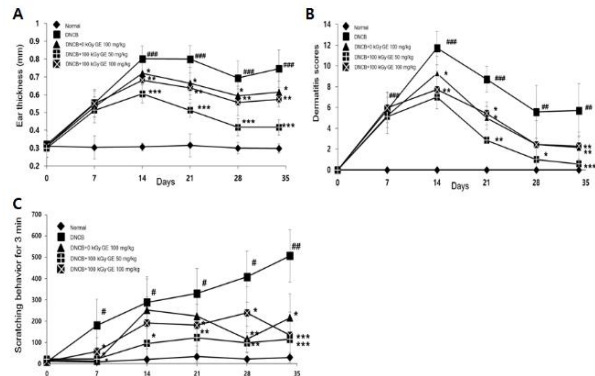 A
Ear thickness (mm)
1.2
1.0
0.9
0.8
0.7
0.6
0.5
0.4
0.3
0.2
Normal
DNCB
DNCB+0 kGy-GE 100 mg/kg
DNCB+100 kGy GE 50 mg/kg
DNCB+100 kGy GE 100 mg/kg
### ### ## ###
* * * *
** ** ** **
*** *** *** ***
0 7 14 21 28 35
Days
B
Dermatitis scores
14
12
10
8
6
4
2
0
Normal
DNCB
DNCB+0 kGy GE 100 mg/kg
DNCB+100 kGy GE 50 mg/kg
DNCB+100 kGy GE 100 mg/kg
### ### ### ## ##
*
** **
**
** * ***
0 7 14 21 28 35
Days
C
Scratching behavior for 3 min
700
600
500
400
300
200
100
0
Normal
DNCB
DNCB+0 kGy GE 100 mg/kg
DNCB+100 kGy GE 50 mg/kg
DNCB+100 kGy GE 100 mg/kg
# # # # ##
* * * * *
** ** ***
***
0 7 14 21 28 35